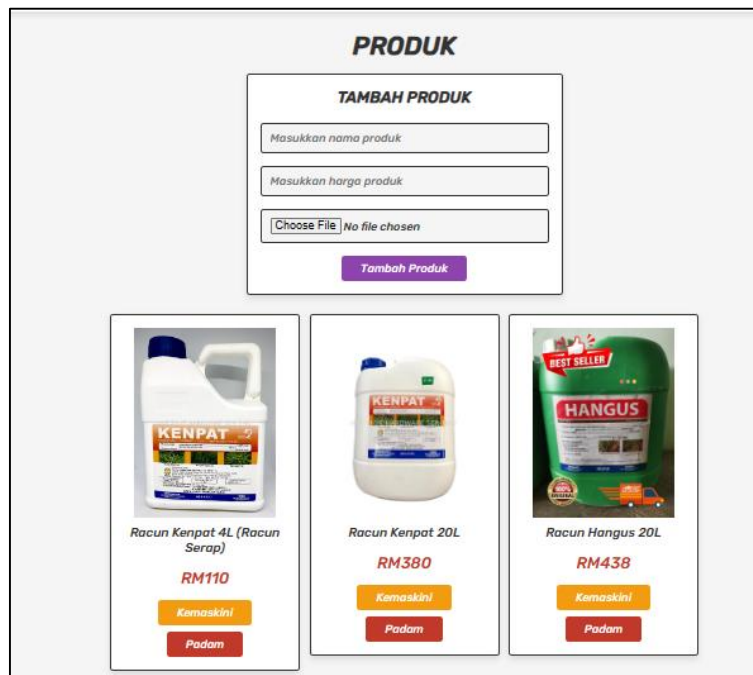 PRODUK
TAMBAH PRODUK
Masukkan nama produk
Masukkan harga produk
Choose File No file chosen
Tambah Produk
KENPAT
Racun Kenpat 4L (Racun
Serap)
RM110
Kemaskini
Padam
KENPAT
Racun Kenpat 20L
RM380
Kemaskini
Padam
BEST SELLER
HANGUS
100%
ORIGINAL
Racun Hangus 20L
RM438
Kemaskini
Padam